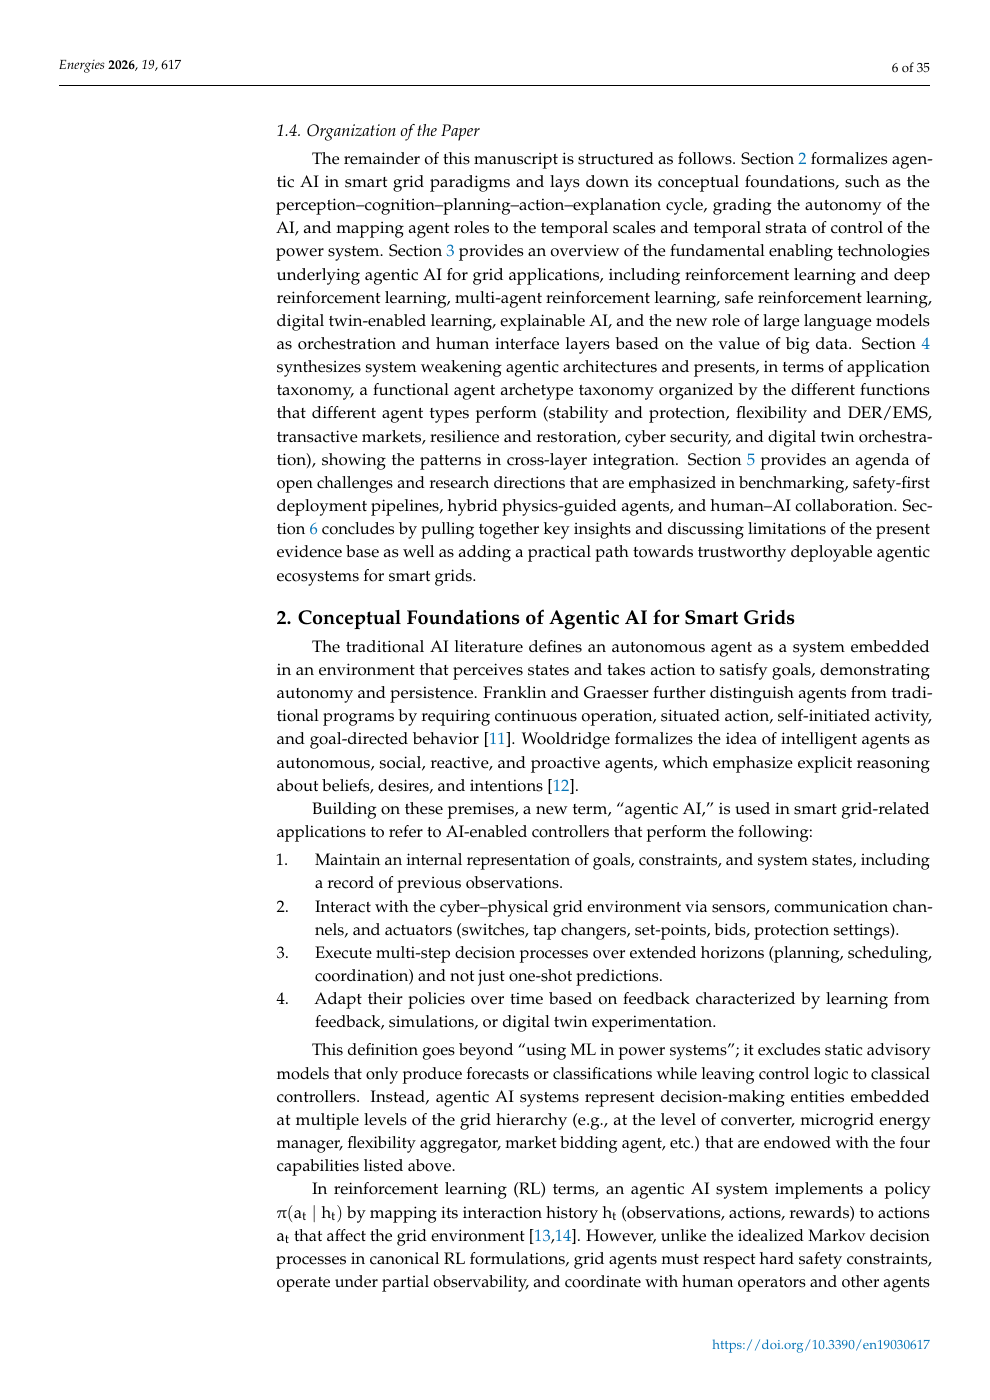 Energies 2026, 19, 617
6 of 35
1.4. Organization of the Paper
The remainder of this manuscript is structured as follows. Section 2 formalizes agen-
tic AI in smart grid paradigms and lays down its conceptual foundations, such as the
perception–cognition–planning–action–explanation cycle, grading the autonomy of the
AI, and mapping agent roles to the temporal scales and temporal strata of control of the
power system. Section 3 provides an overview of the fundamental enabling technologies
underlying agentic AI for grid applications, including reinforcement learning and deep
reinforcement learning, multi-agent reinforcement learning, safe reinforcement learning,
digital twin-enabled learning, explainable AI, and the new role of large language models
as orchestration and human interface layers based on the value of big data. Section 4
synthesizes system weakening agentic architectures and presents, in terms of application
taxonomy, a functional agent archetype taxonomy organized by the different functions
that different agent types perform (stability and protection, flexibility and DER/EMS,
transactive markets, resilience and restoration, cyber security, and digital twin orchestra-
tion), showing the patterns in cross-layer integration. Section 5 provides an agenda of
open challenges and research directions that are emphasized in benchmarking, safety-first
deployment pipelines, hybrid physics-guided agents, and human–AI collaboration. Sec-
tion 6 concludes by pulling together key insights and discussing limitations of the present
evidence base as well as adding a practical path towards trustworthy deployable agentic
ecosystems for smart grids.
2. Conceptual Foundations of Agentic AI for Smart Grids
The traditional AI literature defines an autonomous agent as a system embedded
in an environment that perceives states and takes action to satisfy goals, demonstrating
autonomy and persistence. Franklin and Graesser further distinguish agents from tradi-
tional programs by requiring continuous operation, situated action, self-initiated activity,
and goal-directed behavior [11]. Wooldridge formalizes the idea of intelligent agents as
autonomous, social, reactive, and proactive agents, which emphasize explicit reasoning
about beliefs, desires, and intentions [12].
Building on these premises, a new term, “agentic AI,” is used in smart grid-related
applications to refer to AI-enabled controllers that perform the following:
1. Maintain an internal representation of goals, constraints, and system states, including
a record of previous observations.
2. Interact with the cyber–physical grid environment via sensors, communication chan-
nels, and actuators (switches, tap changers, set-points, bids, protection settings).
3. Execute multi-step decision processes over extended horizons (planning, scheduling,
coordination) and not just one-shot predictions.
4. Adapt their policies over time based on feedback characterized by learning from
feedback, simulations, or digital twin experimentation.
This definition goes beyond “using ML in power systems”; it excludes static advisory
models that only produce forecasts or classifications while leaving control logic to classical
controllers. Instead, agentic AI systems represent decision-making entities embedded
at multiple levels of the grid hierarchy (e.g., at the level of converter, microgrid energy
manager, flexibility aggregator, market bidding agent, etc.) that are endowed with the four
capabilities listed above.
In reinforcement learning (RL) terms, an agentic AI system implements a policy
π(aₜ | hₜ) by mapping its interaction history hₜ (observations, actions, rewards) to actions
aₜ that affect the grid environment [13,14]. However, unlike the idealized Markov decision
processes in canonical RL formulations, grid agents must respect hard safety constraints,
operate under partial observability, and coordinate with human operators and other agents
https://doi.org/10.3390/en19030617